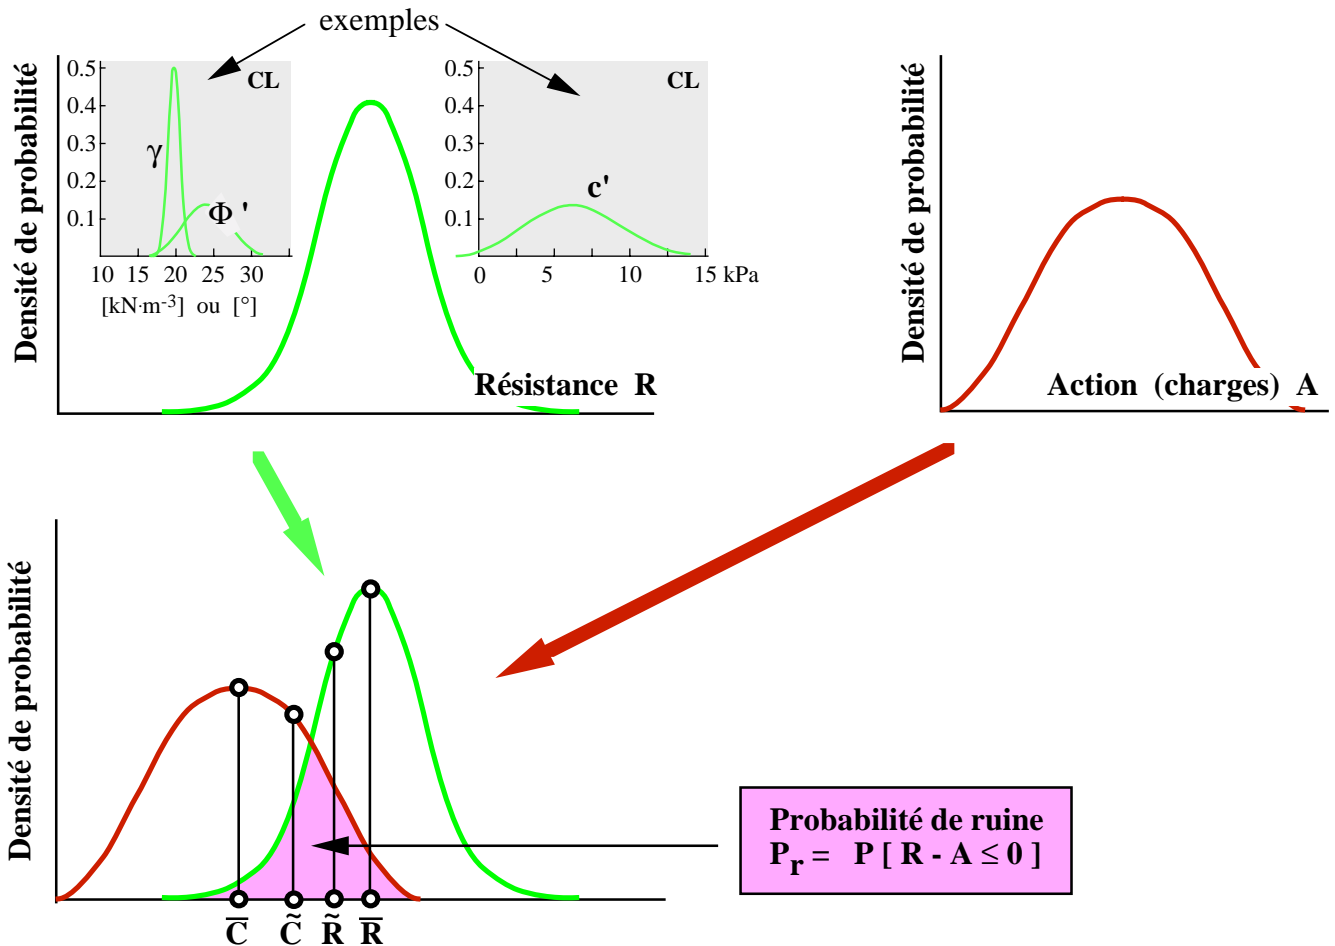 exemples
Densité de probabilité
0.5
0.4
0.3
0.2
0.1
CL
γ
Φ '
10 15 20 25 30
[kN·m-3] ou [°]
0.5
0.4
0.3
0.2
0.1
CL
c'
0 5 10 15 kPa
Résistance R
Densité de probabilité
Action (charges) A
Densité de probabilité
C̅ C̃ R̃ R̅
Probabilité de ruine
Pr = P [ R - A ≤ 0 ]